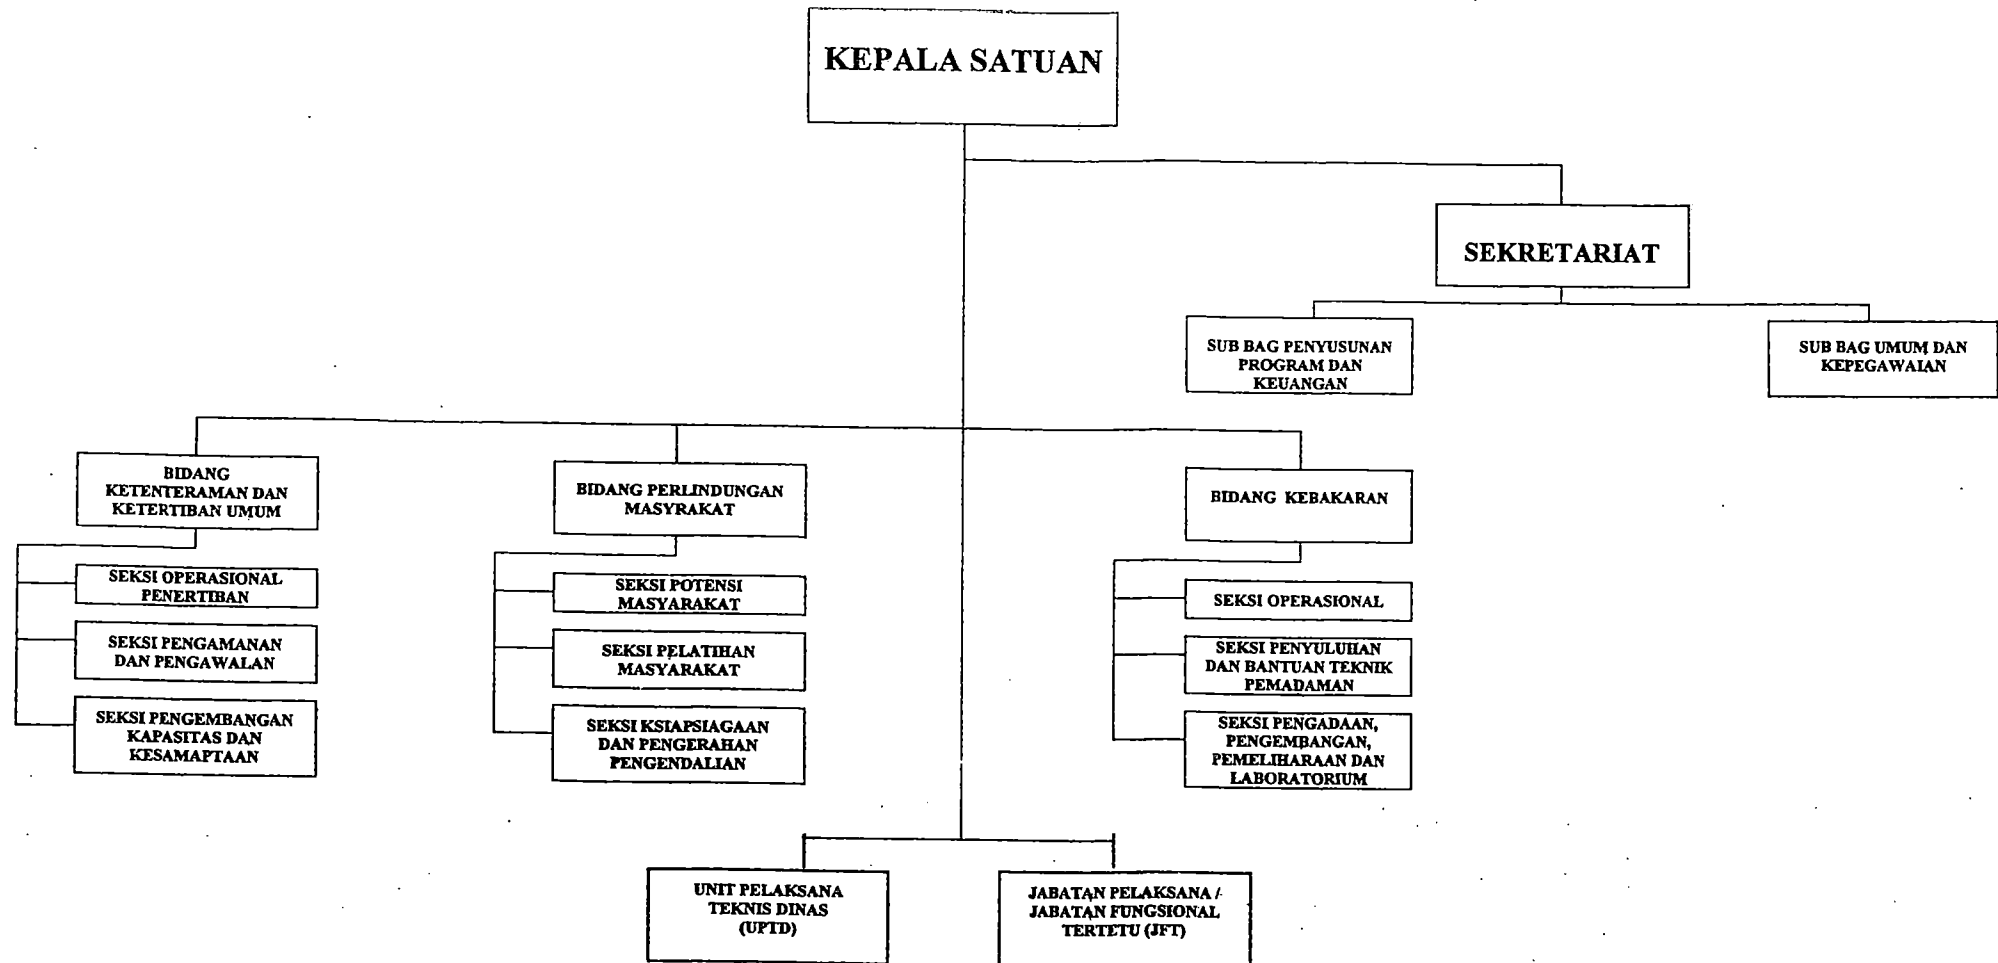 KEPALA SATUAN
SEKRETARIAT
SUB BAG PENYUSUNAN
PROGRAM DAN
KEUANGAN
SUB BAG UMUM DAN
KEPEGAWAIAN
BIDANG
KETENTERAMAN DAN
KETERTIBAN UMUM
SEKSI OPERASIONAL
PENERTIBAN
SEKSI PENGAMANAN
DAN PENGAWALAN
SEKSI PENGEMBANGAN
KAPASITAS DAN
KESAMAPTAAN
BIDANG PERLINDUNGAN
MASYRAKAT
SEKSI POTENSI
MASYARAKAT
SEKSI PELATIHAN
MASYARAKAT
SEKSI KSIAPSIAGAAN
DAN PENGERAHAN
PENGENDALIAN
BIDANG KEBAKARAN
SEKSI OPERASIONAL
SEKSI PENYULUHAN
DAN BANTUAN TEKNIK
PEMADAMAN
SEKSI PENGADAAN,
PENGEMBANGAN,
PEMELIHARAAN DAN
LABORATORIUM
UNIT PELAKSANA
TEKNIS DINAS
(UPTD)
JABATAN PELAKSANA /
JABATAN FUNGSIONAL
TERTETU (JFT)